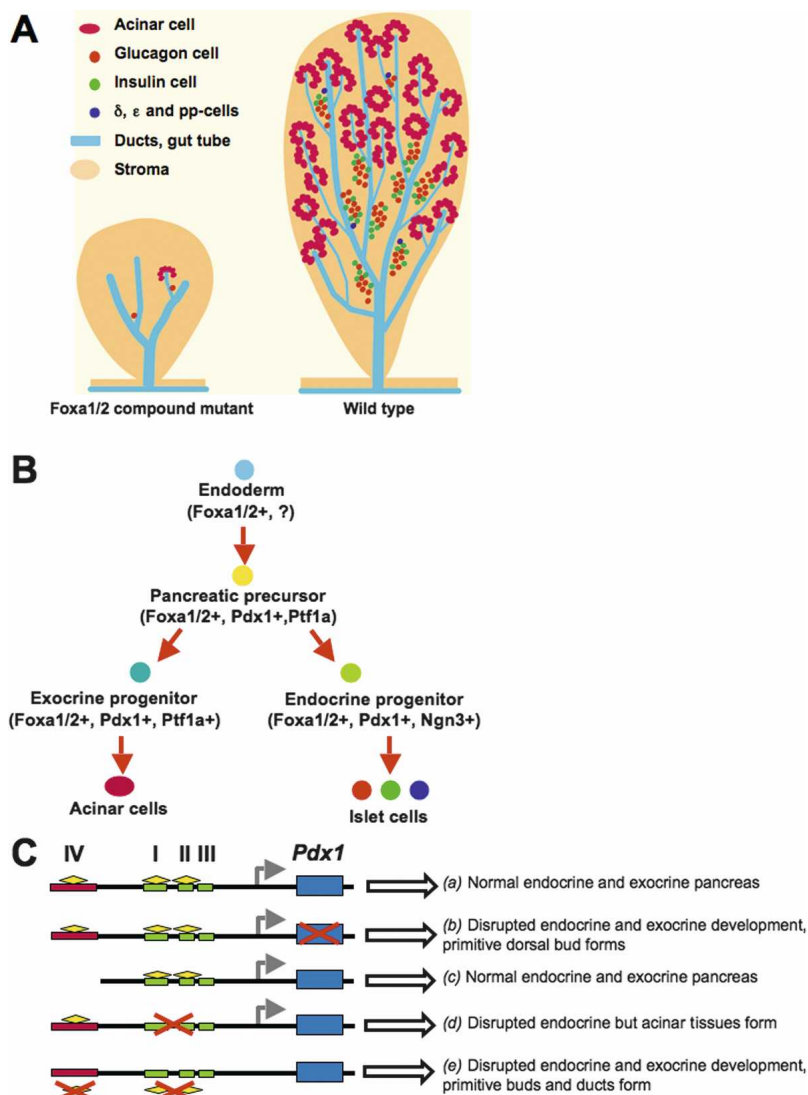 A
Acinar cell
Glucagon cell
Insulin cell
δ, ε and pp-cells
Ducts, gut tube
Stroma
Foxa1/2 compound mutant
Wild type
B
Endoderm
(Foxa1/2+, ?)
Pancreatic precursor
(Foxa1/2+, Pdx1+,Ptf1a)
Exocrine progenitor
(Foxa1/2+, Pdx1+, Ptf1a+)
Endocrine progenitor
(Foxa1/2+, Pdx1+, Ngn3+)
Acinar cells
Islet cells
C
IV I II III Pdx1
(a) Normal endocrine and exocrine pancreas
(b) Disrupted endocrine and exocrine development,
primitive dorsal bud forms
(c) Normal endocrine and exocrine pancreas
(d) Disrupted endocrine but acinar tissues form
(e) Disrupted endocrine and exocrine development,
primitive buds and ducts form